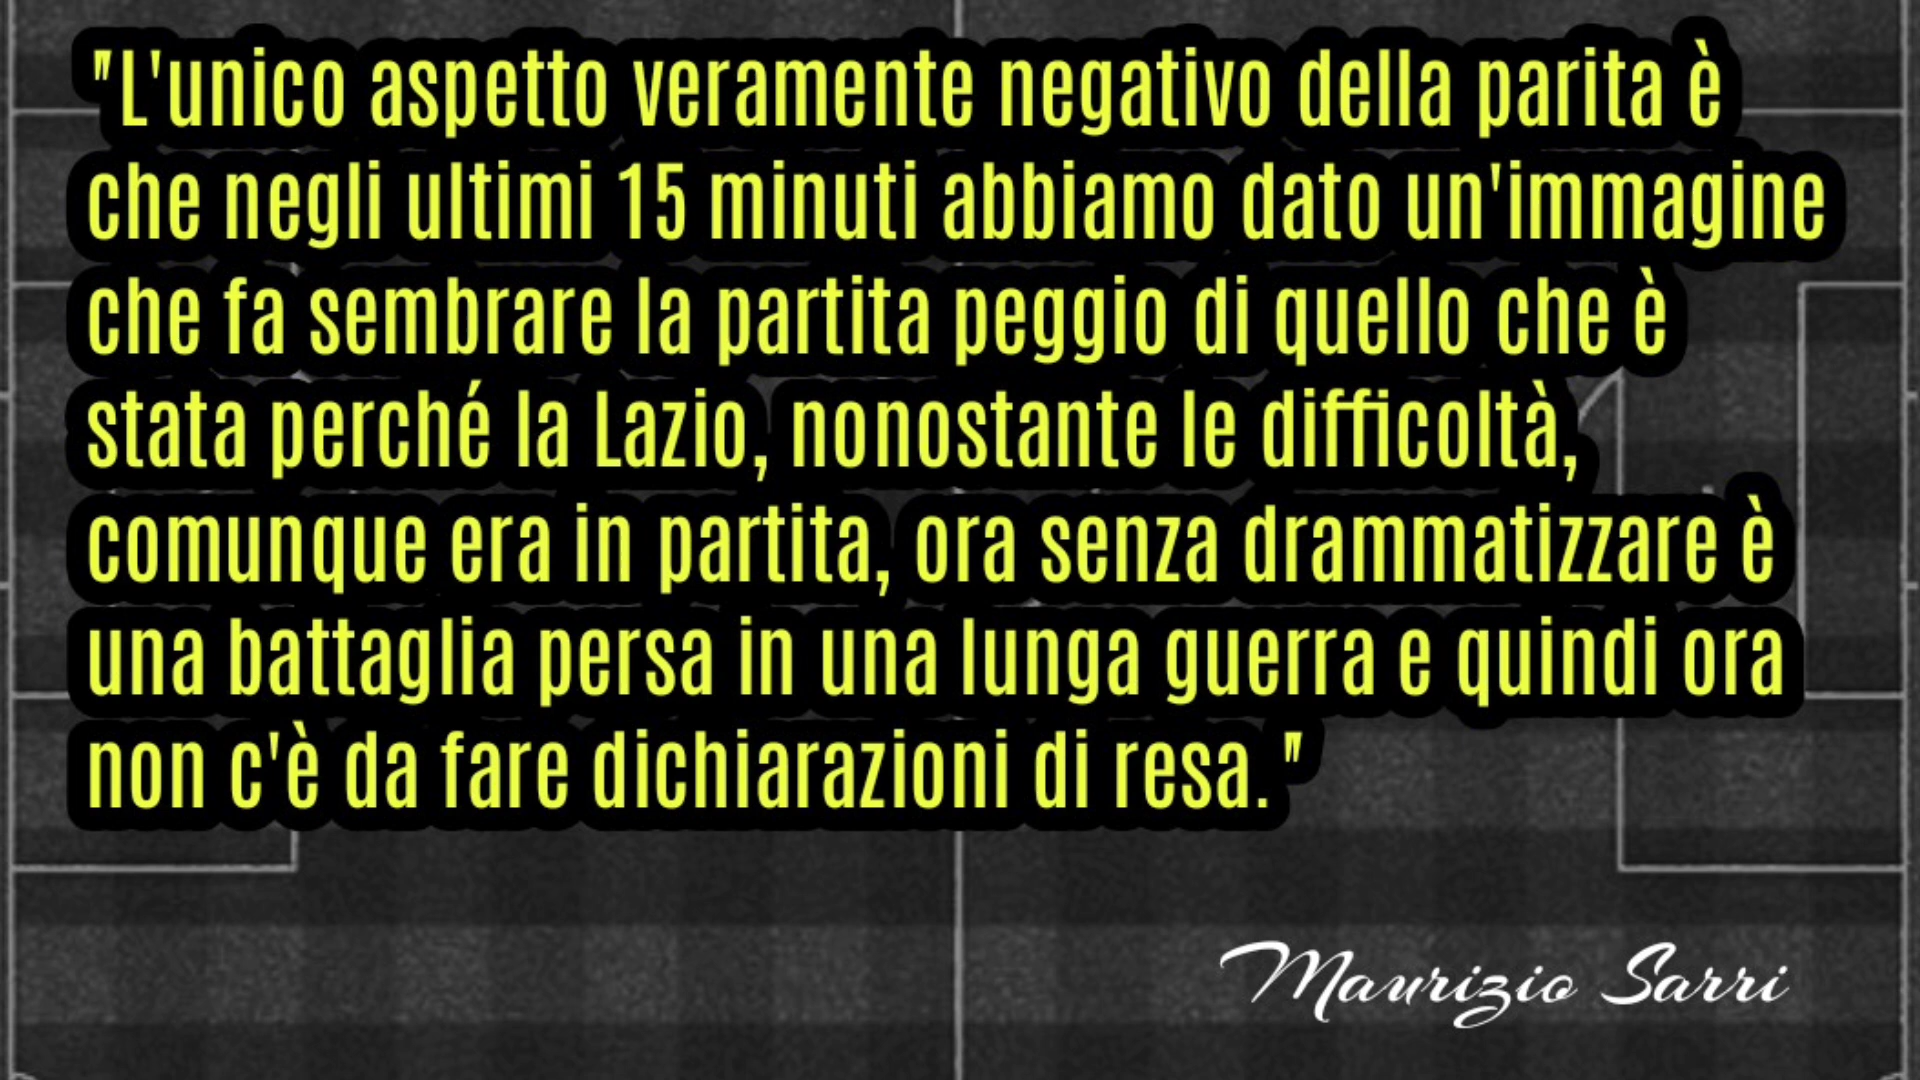 "L'unico aspetto veramente negativo della parita è
che negli ultimi 15 minuti abbiamo dato un'immagine
che fa sembrare la partita peggio di quello che è
stata perché la Lazio, nonostante le difficoltà,
comunque era in partita, ora senza drammatizzare è
una battaglia persa in una lunga guerra e quindi ora
non c'è da fare dichiarazioni di resa."
Maurizio Sarri